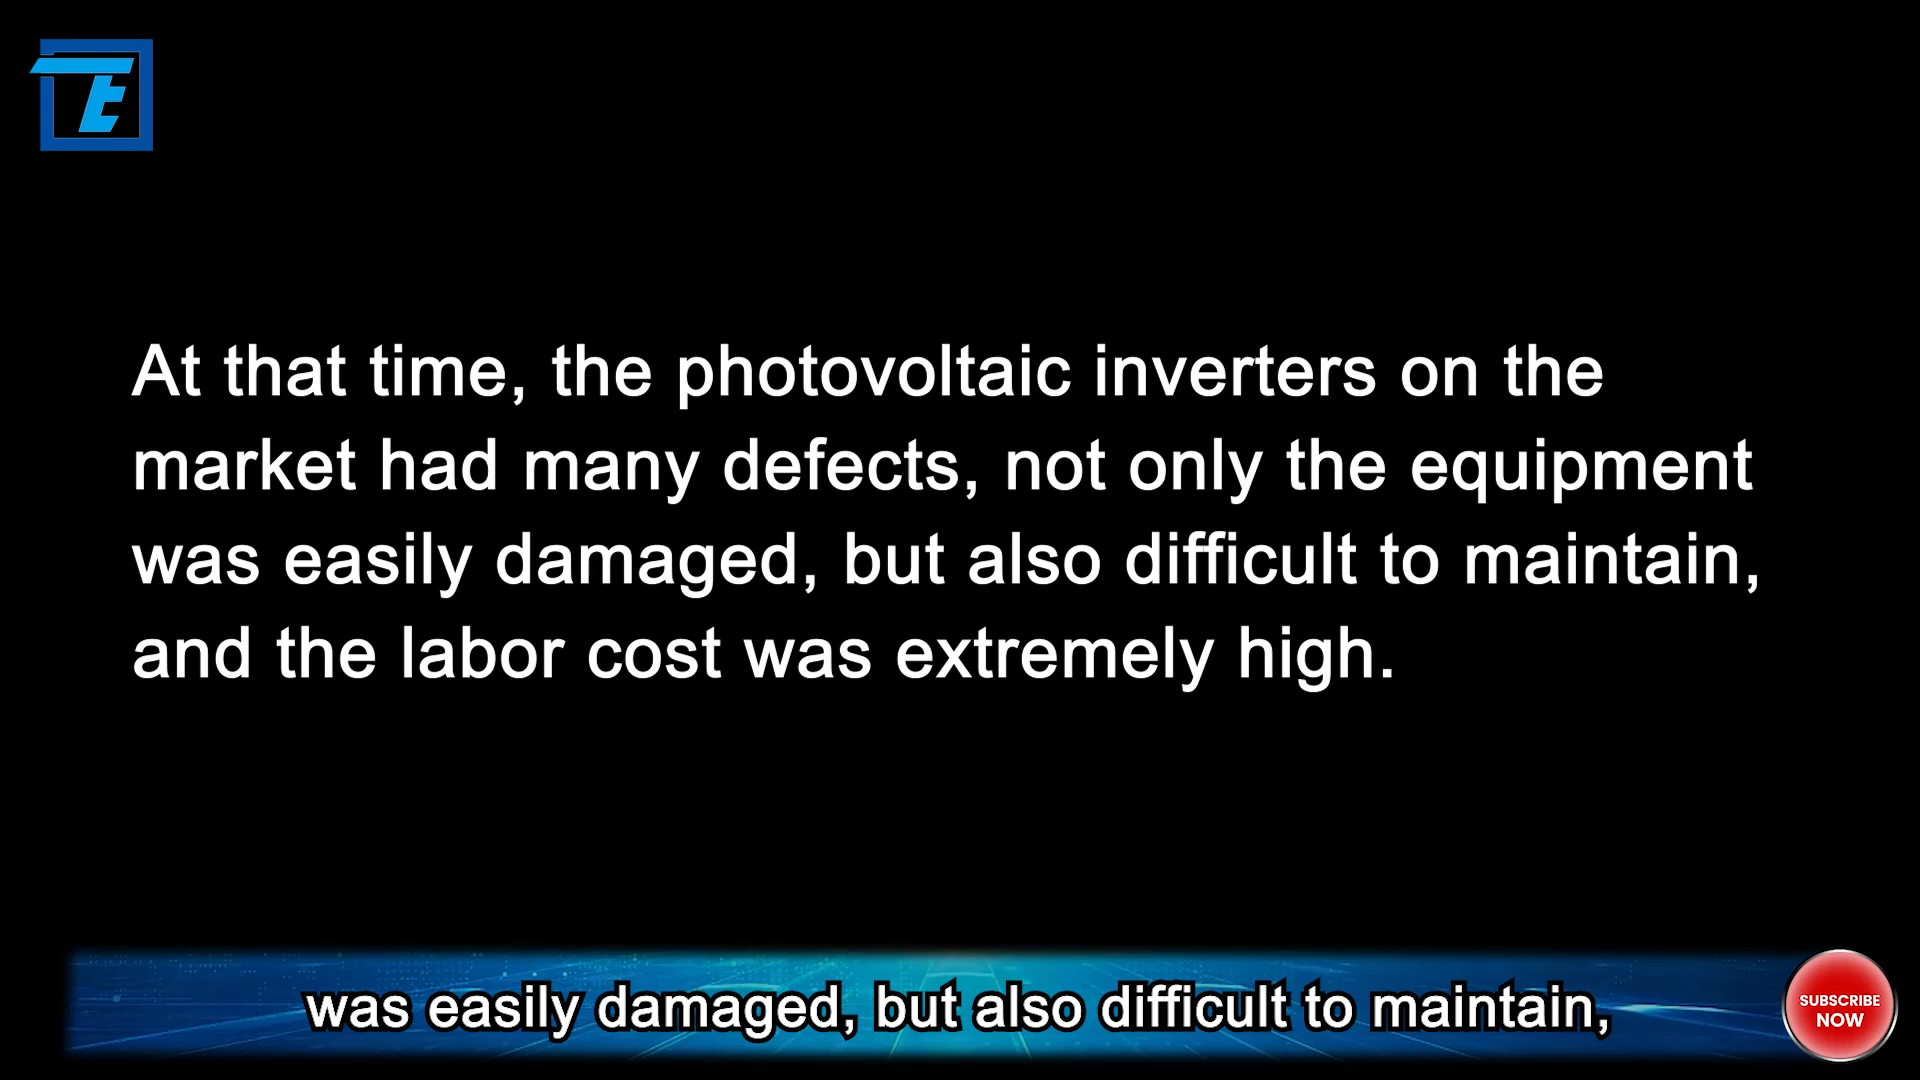 TE
At that time, the photovoltaic inverters on the
market had many defects, not only the equipment
was easily damaged, but also difficult to maintain,
and the labor cost was extremely high.
was easily damaged, but also difficult to maintain,
SUBSCRIBE
NOW